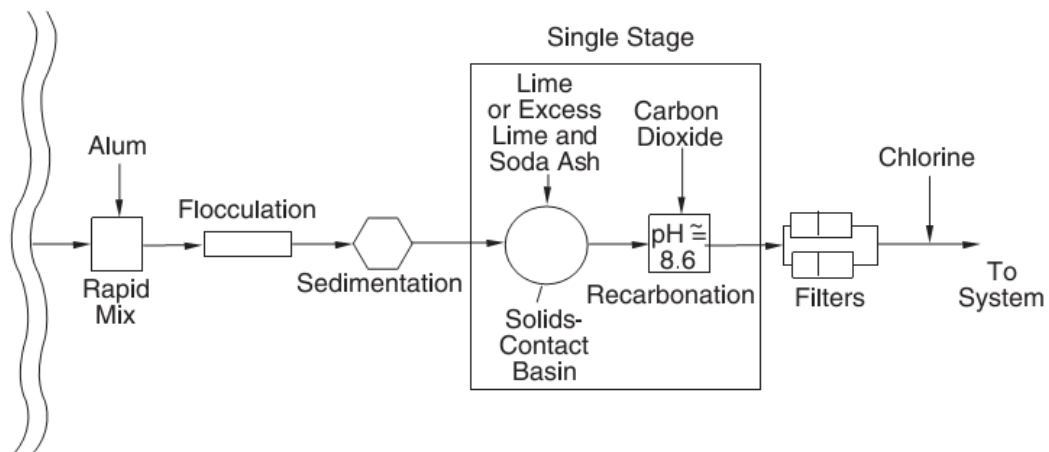 Single Stage
Lime
or Excess
Lime and
Soda Ash
Carbon
Dioxide
Alum
Chlorine
Flocculation
pH ≅
8.6
Sedimentation
Rapid
Mix
Recarbonation
Filters
To
System
Solids-
Contact
Basin